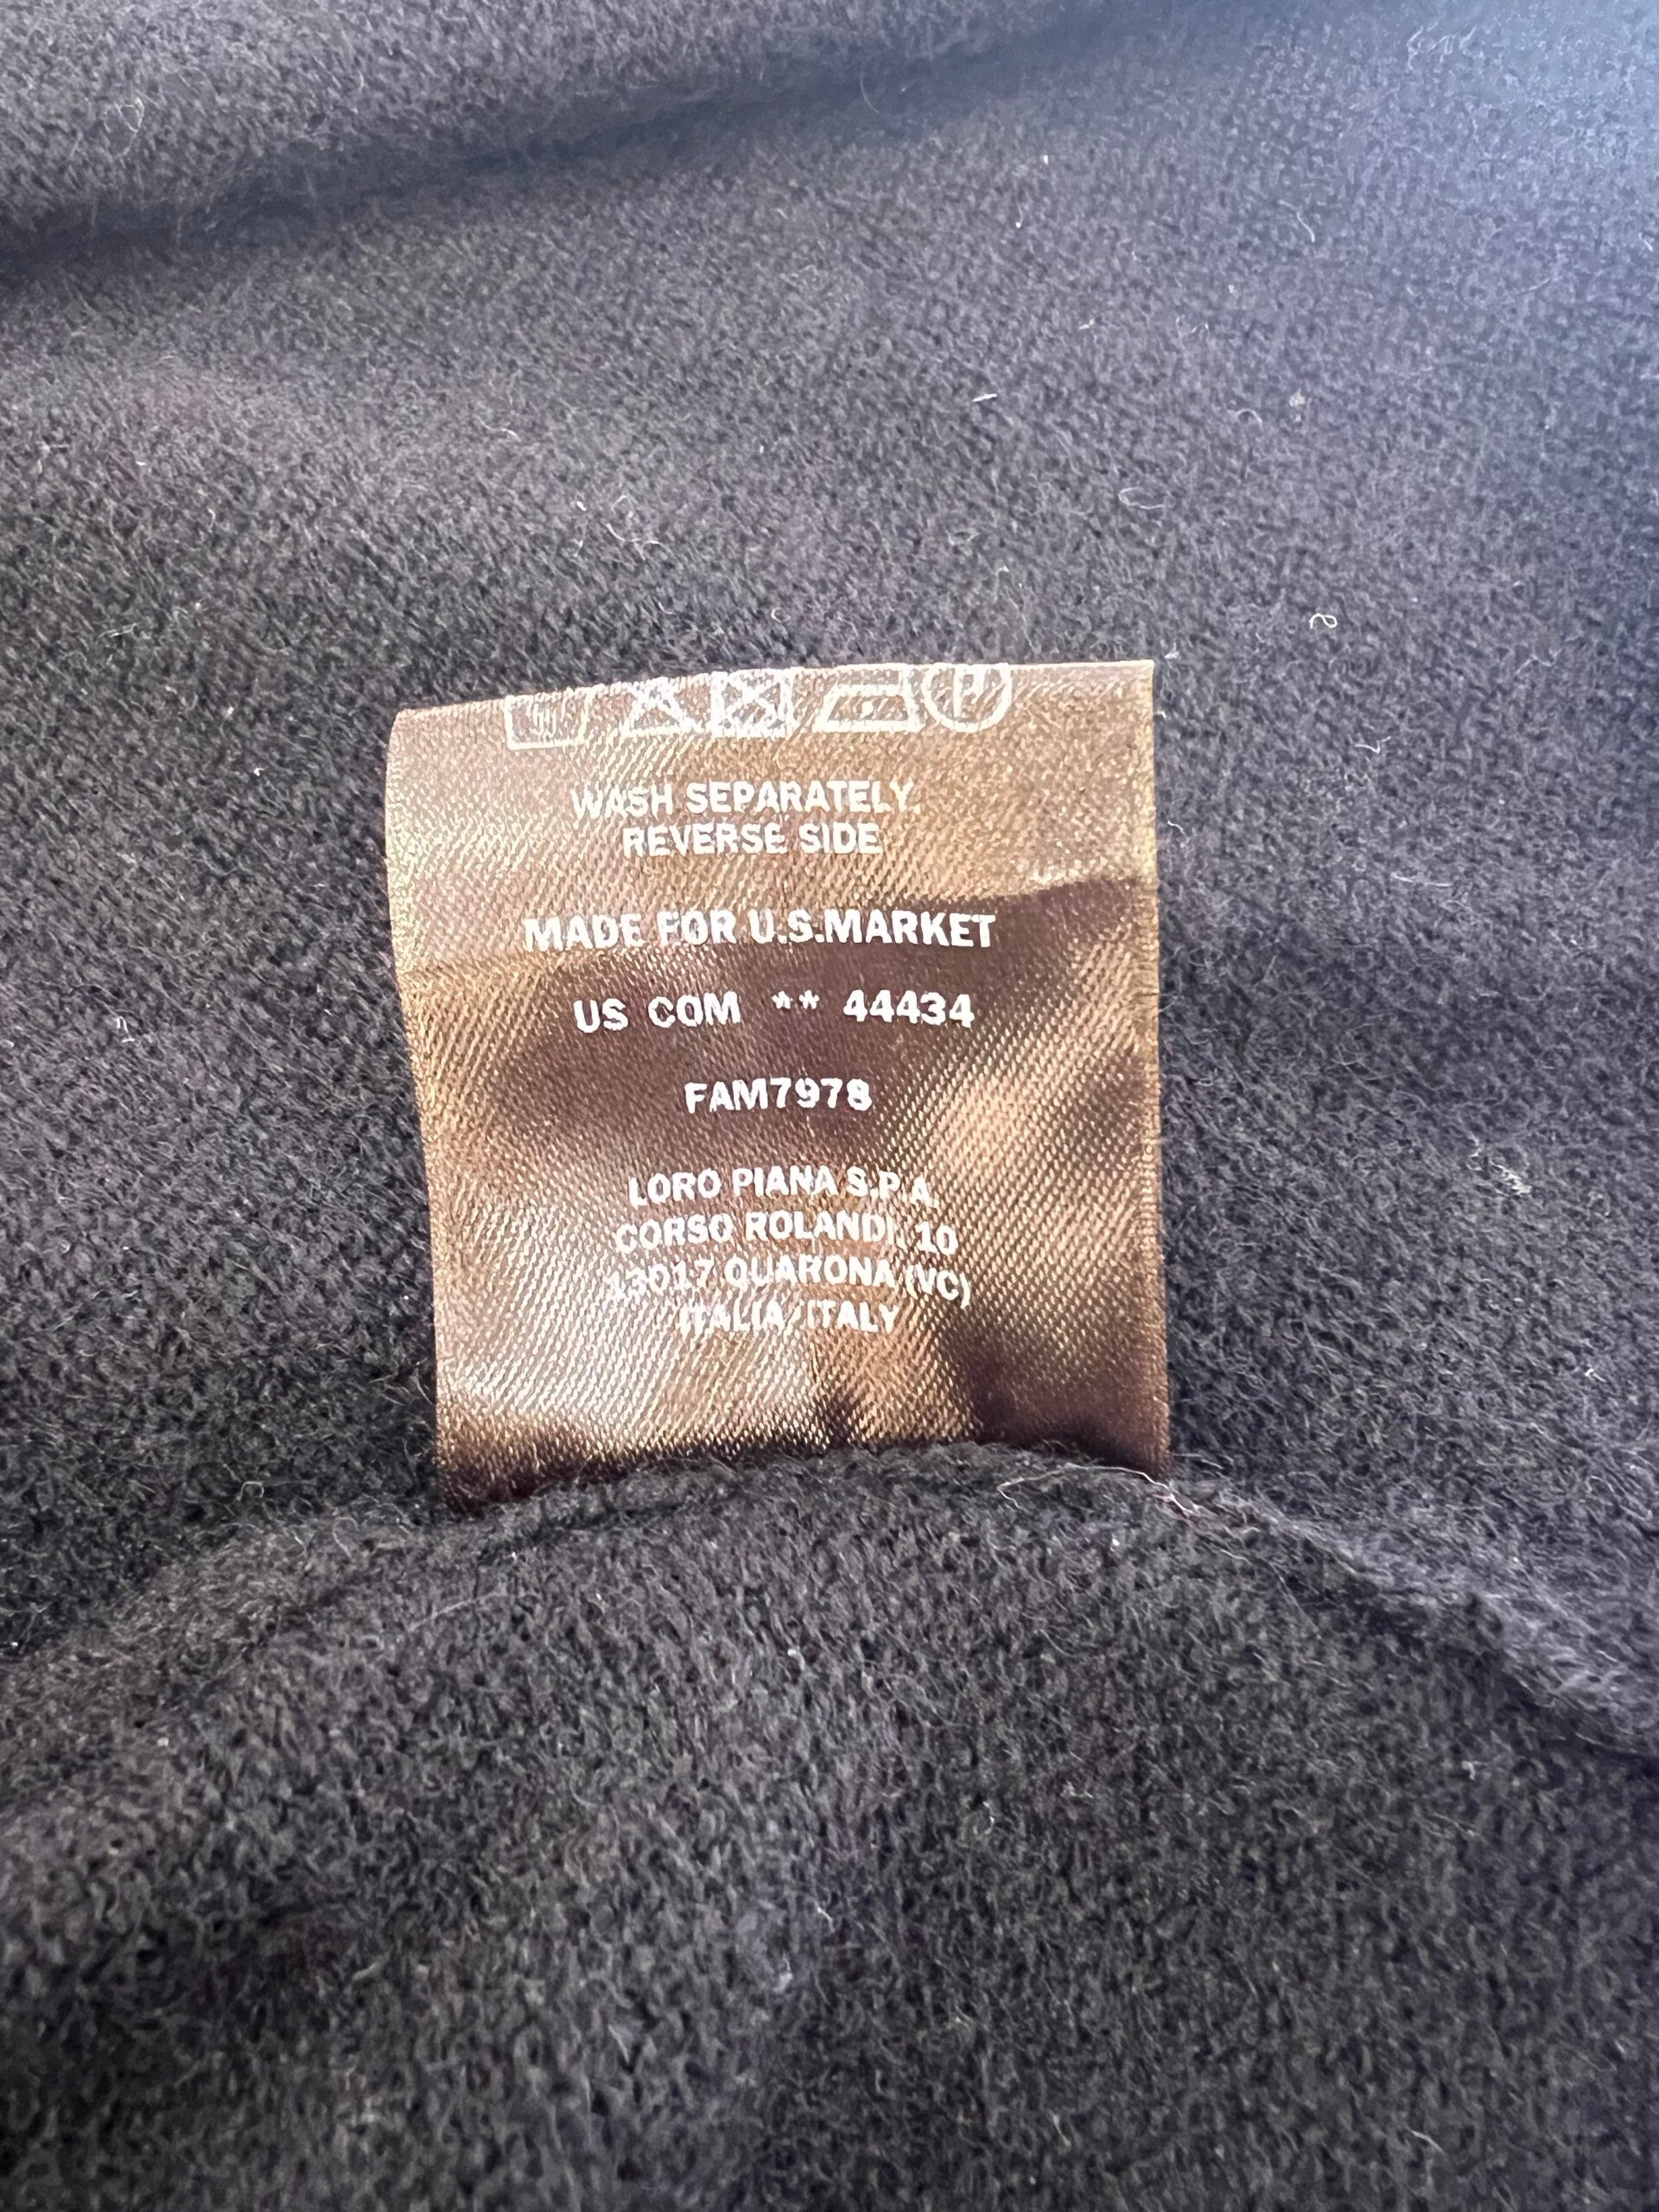 WASH SEPARATELY.
REVERSE SIDE
MADE FOR U.S.MARKET
US COM ** 44434
FAM7978
LORO PIANA S.P.A.
CORSO ROLANDI, 10
13017 QUARONA (VC)
ITALIA/ITALY